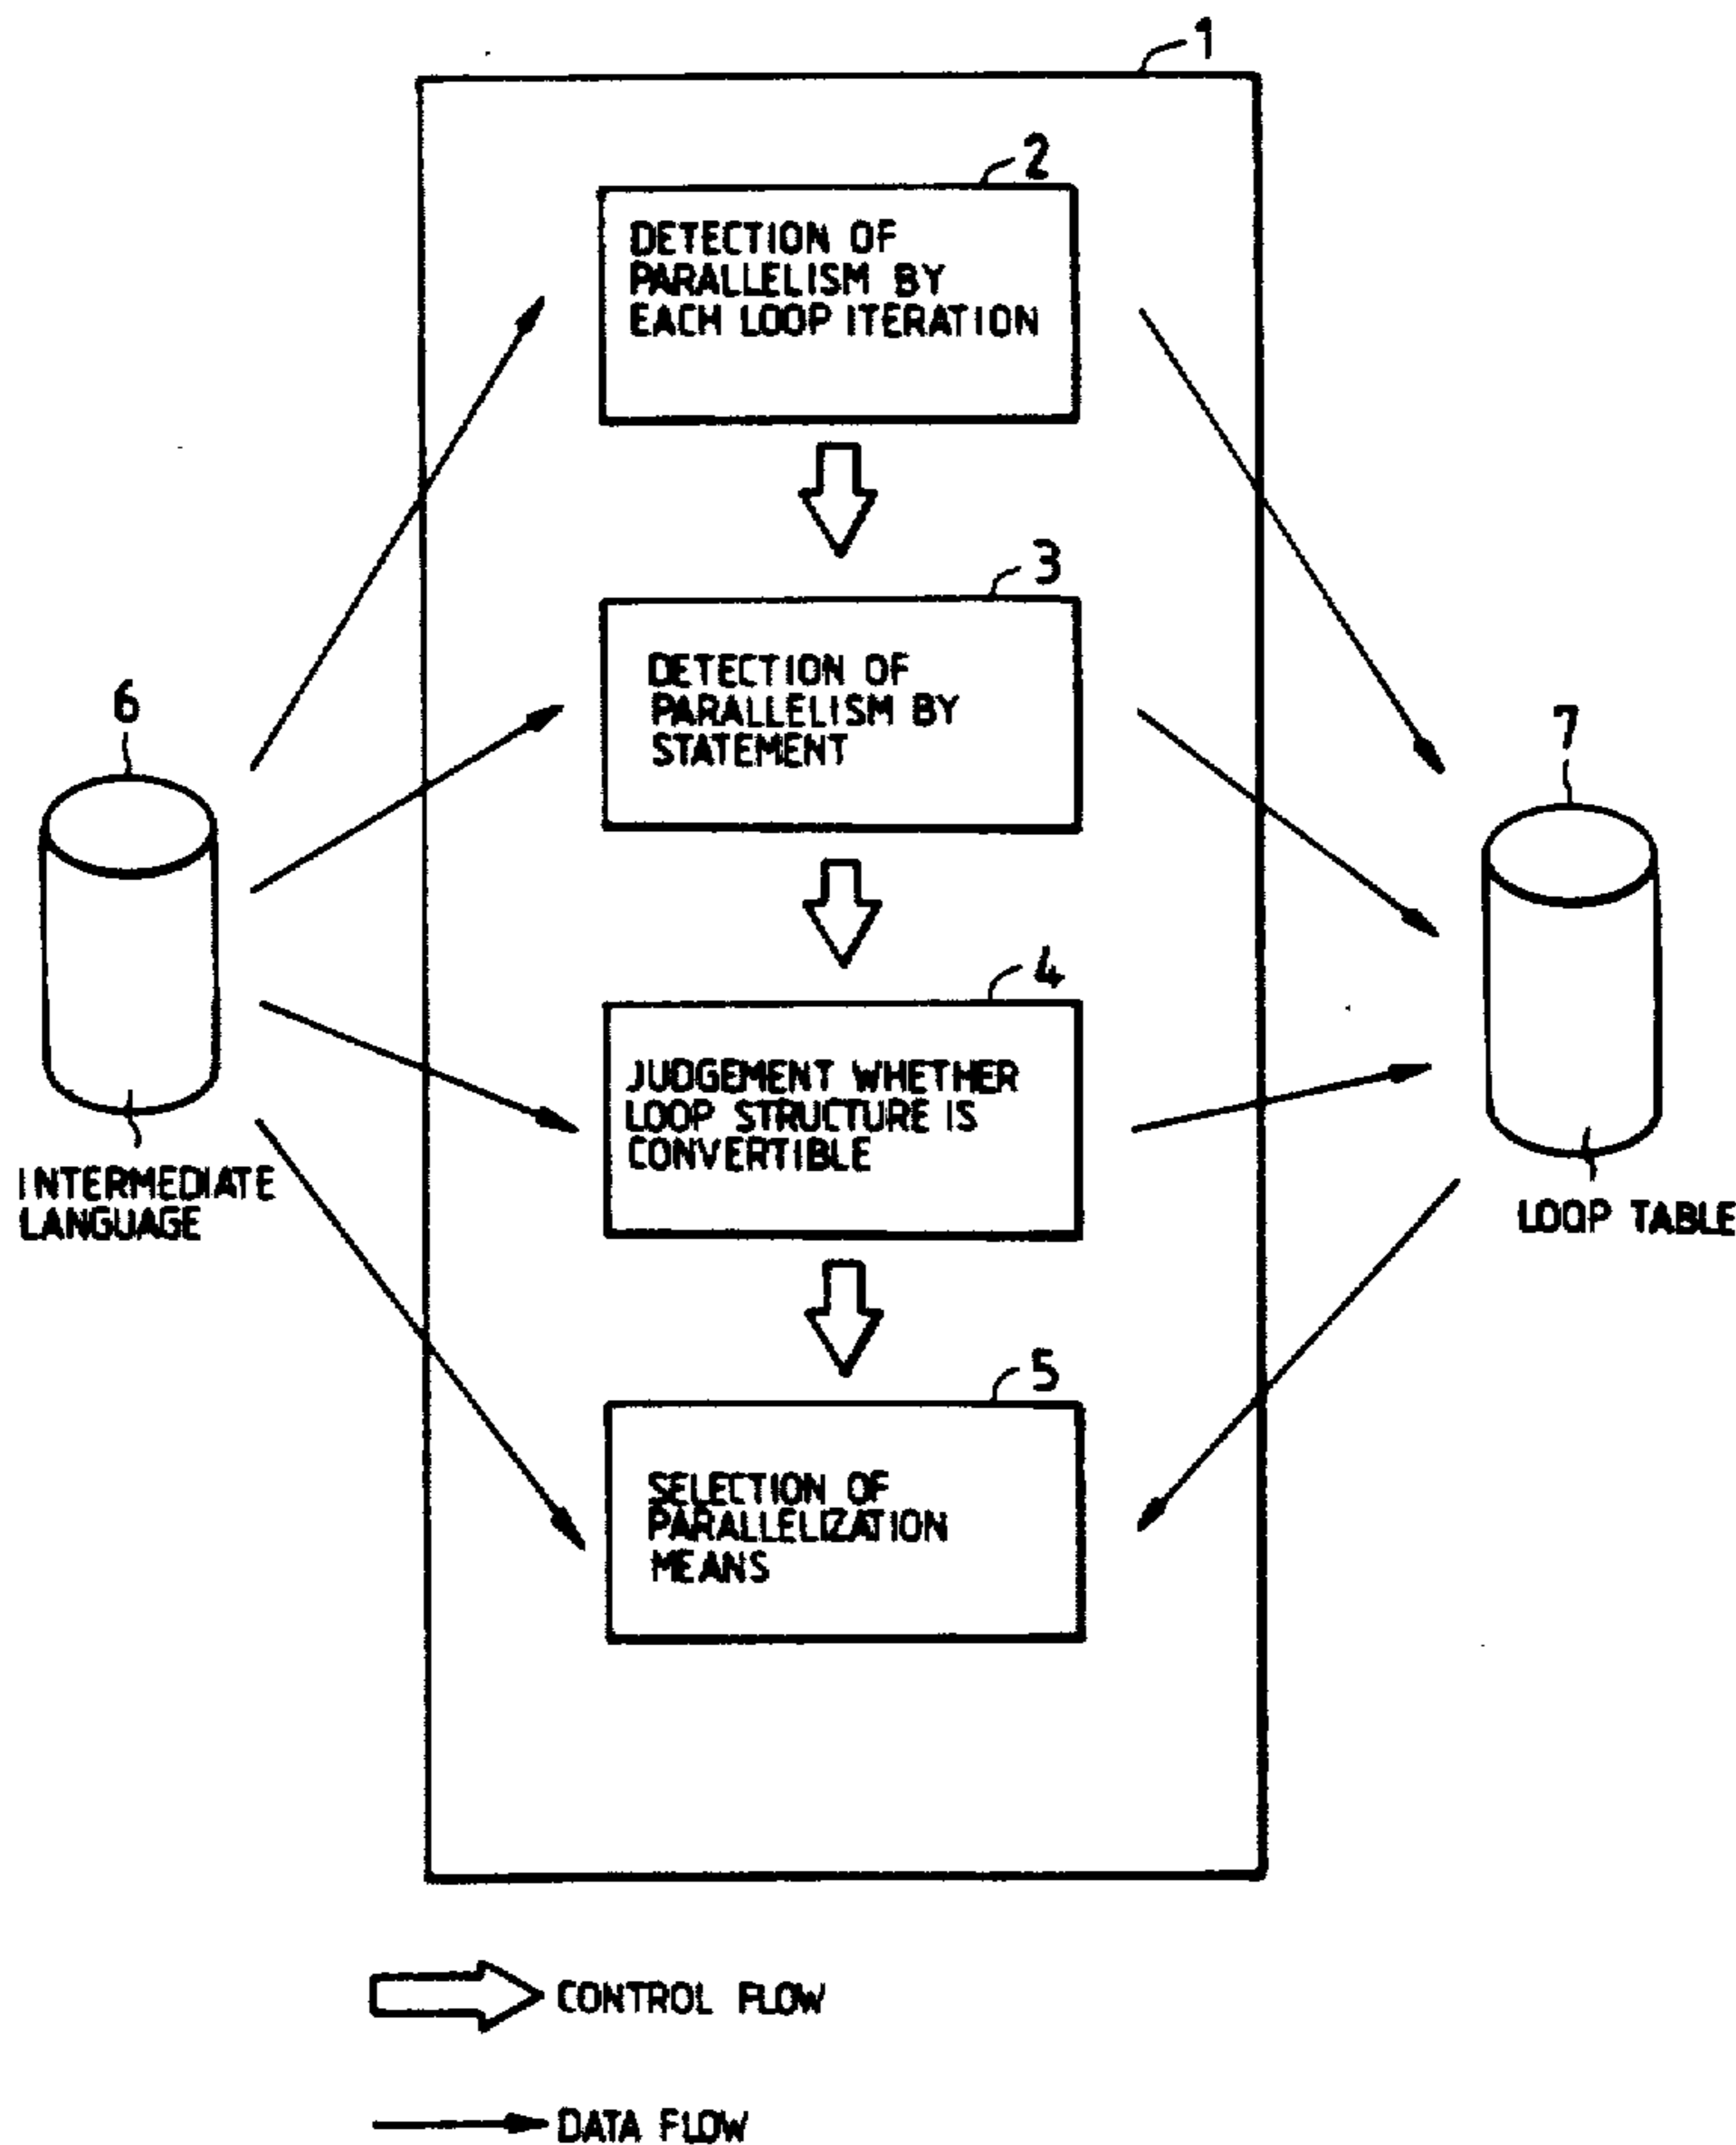 1
2
DETECTION OF
PARALLELISM BY
EACH LOOP ITERATION
3
DETECTION OF
PARALLELISM BY
STATEMENT
6
7
4
JUDGEMENT WHETHER
LOOP STRUCTURE IS
CONVERTIBLE
INTERMEDIATE
LANGUAGE
LOOP TABLE
5
SELECTION OF
PARALLELIZATION
MEANS
CONTROL FLOW
DATA FLOW